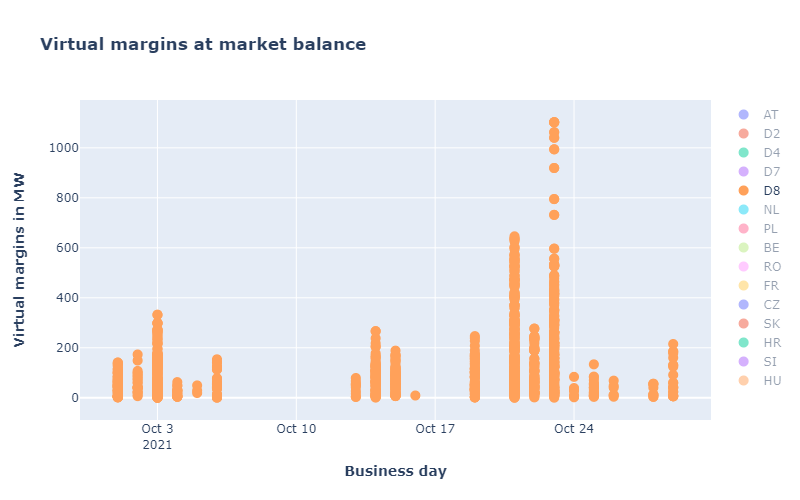 Virtual margins at market balance
Virtual margins in MW
1000
800
600
400
200
0
Oct 3
2021
Oct 10
Oct 17
Oct 24
Business day
AT
D2
D4
D7
D8
NL
PL
BE
RO
FR
CZ
SK
HR
SI
HU